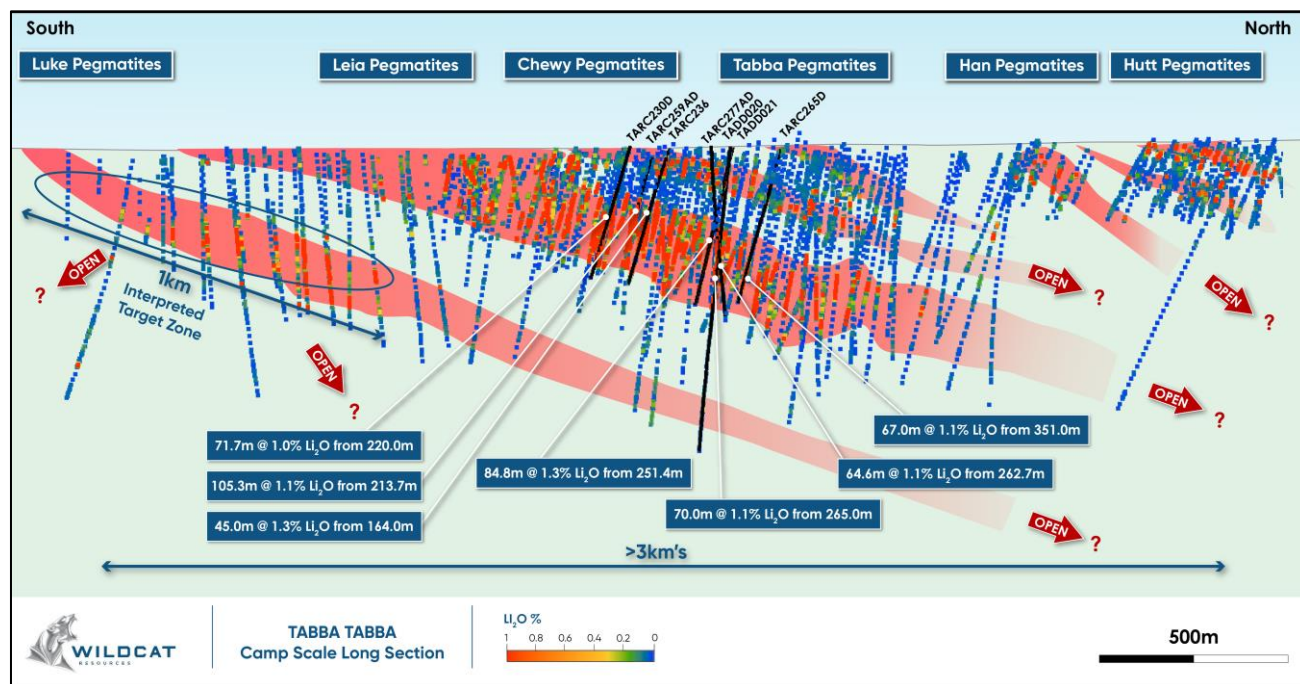 South
North
Luke Pegmatites
Leia Pegmatites
Chewy Pegmatites
Tabba Pegmatites
Han Pegmatites
Hutt Pegmatites
TARC230D
TARC259AD
TARC236
TARC277AD
TADD020
TADD021
TARC265D
OPEN
?
1km
Interpreted
Target Zone
OPEN
?
OPEN
?
OPEN
?
OPEN
?
OPEN
?
71.7m @ 1.0% Li₂O from 220.0m
105.3m @ 1.1% Li₂O from 213.7m
45.0m @ 1.3% Li₂O from 164.0m
84.8m @ 1.3% Li₂O from 251.4m
70.0m @ 1.1% Li₂O from 265.0m
67.0m @ 1.1% Li₂O from 351.0m
64.6m @ 1.1% Li₂O from 262.7m
>3km's
WILDCAT
RESOURCES
TABBA TABBA
Camp Scale Long Section
LI₂O %
1 0.8 0.6 0.4 0.2 0
500m